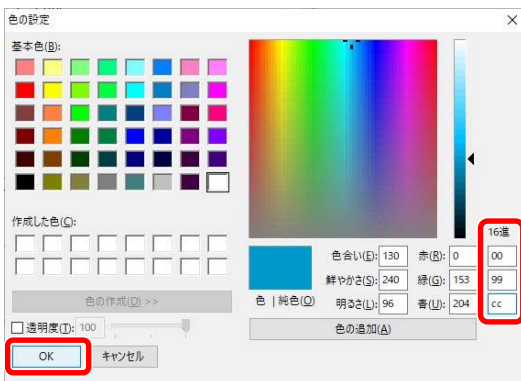 色の設定
基本色(B):
作成した色(C):
色の作成(D) >>
透明度(T): 100
OK キャンセル
16進
色合い(E): 130 赤(R): 0 00
鮮やかさ(S): 240 緑(G): 153 99
色 | 純色(O) 明るさ(L): 96 青(U): 204 cc
色の追加(A)